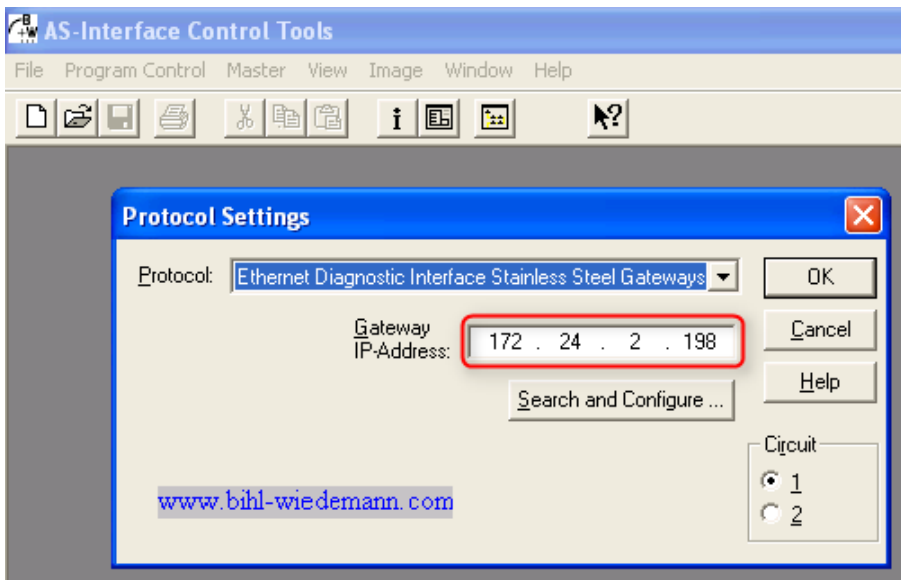 AS-Interface Control Tools
File Program Control Master View Image Window Help
Protocol Settings
Protocol: Ethernet Diagnostic Interface Stainless Steel Gateways
OK
Gateway
IP-Address: 172 . 24 . 2 . 198
Cancel
Search and Configure ...
Help
Circuit
1
2
www.bihl-wiedemann.com